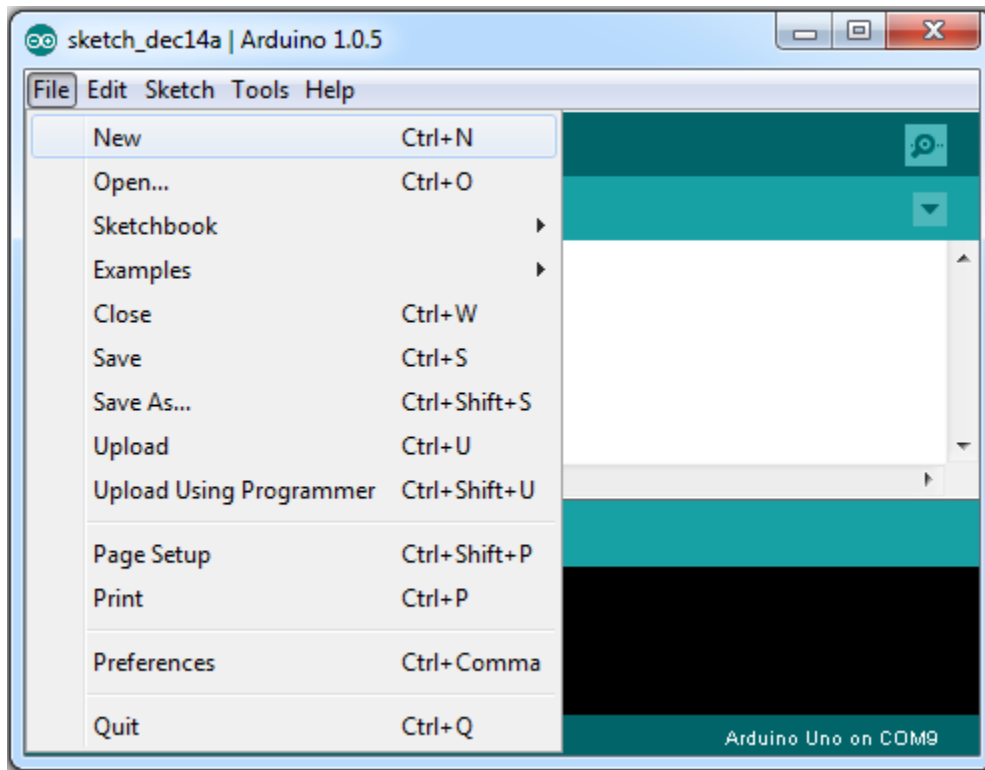 sketch_dec14a | Arduino 1.0.5
File Edit Sketch Tools Help
New Ctrl+N
Open... Ctrl+O
Sketchbook
Examples
Close Ctrl+W
Save Ctrl+S
Save As... Ctrl+Shift+S
Upload Ctrl+U
Upload Using Programmer Ctrl+Shift+U
Page Setup Ctrl+Shift+P
Print Ctrl+P
Preferences Ctrl+Comma
Quit Ctrl+Q
Arduino Uno on COM9